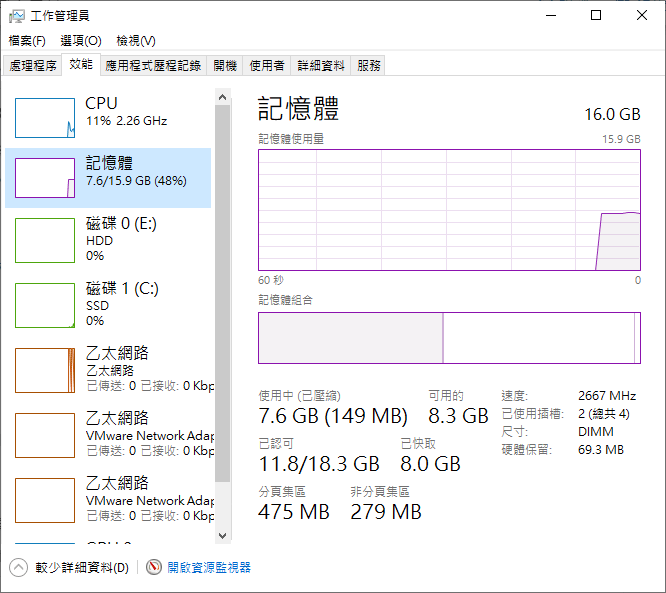 工作管理員
檔案(F) 選項(O) 檢視(V)
處理程序 效能 應用程式歷程記錄 開機 使用者 詳細資料 服務
CPU
11% 2.26 GHz
記憶體
7.6/15.9 GB (48%)
磁碟 0 (E:)
HDD
0%
磁碟 1 (C:)
SSD
0%
乙太網路
乙太網路
已傳送: 0 已接收: 0 Kbp
乙太網路
VMware Network Adap
已傳送: 0 已接收: 0 Kbp
乙太網路
VMware Network Adap
已傳送: 0 已接收: 0 Kbp
記憶體 16.0 GB
記憶體使用量 15.9 GB
60 秒 0
記憶體組合
使用中 (已壓縮) 可用的
7.6 GB (149 MB) 8.3 GB
已認可 已快取
11.8/18.3 GB 8.0 GB
分頁集區 非分頁集區
475 MB 279 MB
速度: 2667 MHz
已使用插槽: 2 (總共 4)
尺寸: DIMM
硬體保留: 69.3 MB
較少詳細資料(D) 開啟資源監視器